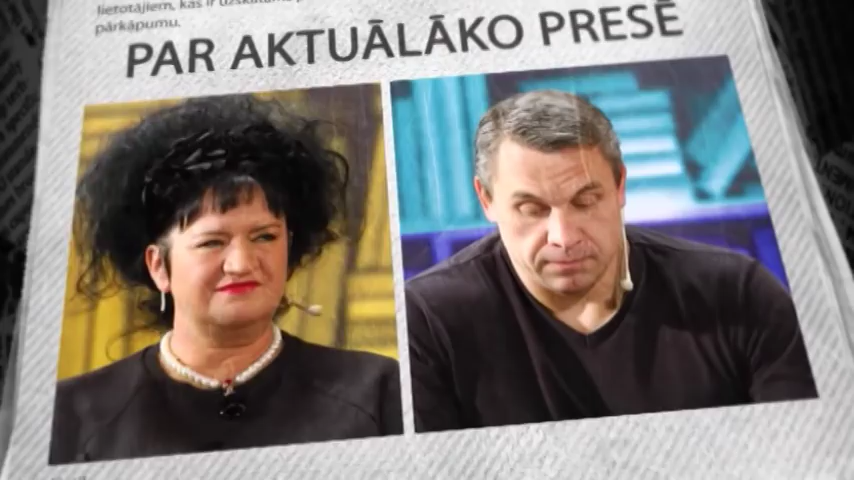 lietotājiem, kas ir
pārkāpumu.
PAR AKTUĀLĀKO PRESĒ